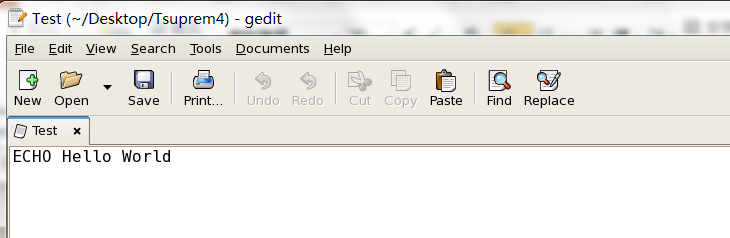 Test (~/Desktop/Tsuprem4) - gedit
File Edit View Search Tools Documents Help
New Open Save Print... Undo Redo Cut Copy Paste Find Replace
Test
ECHO Hello World